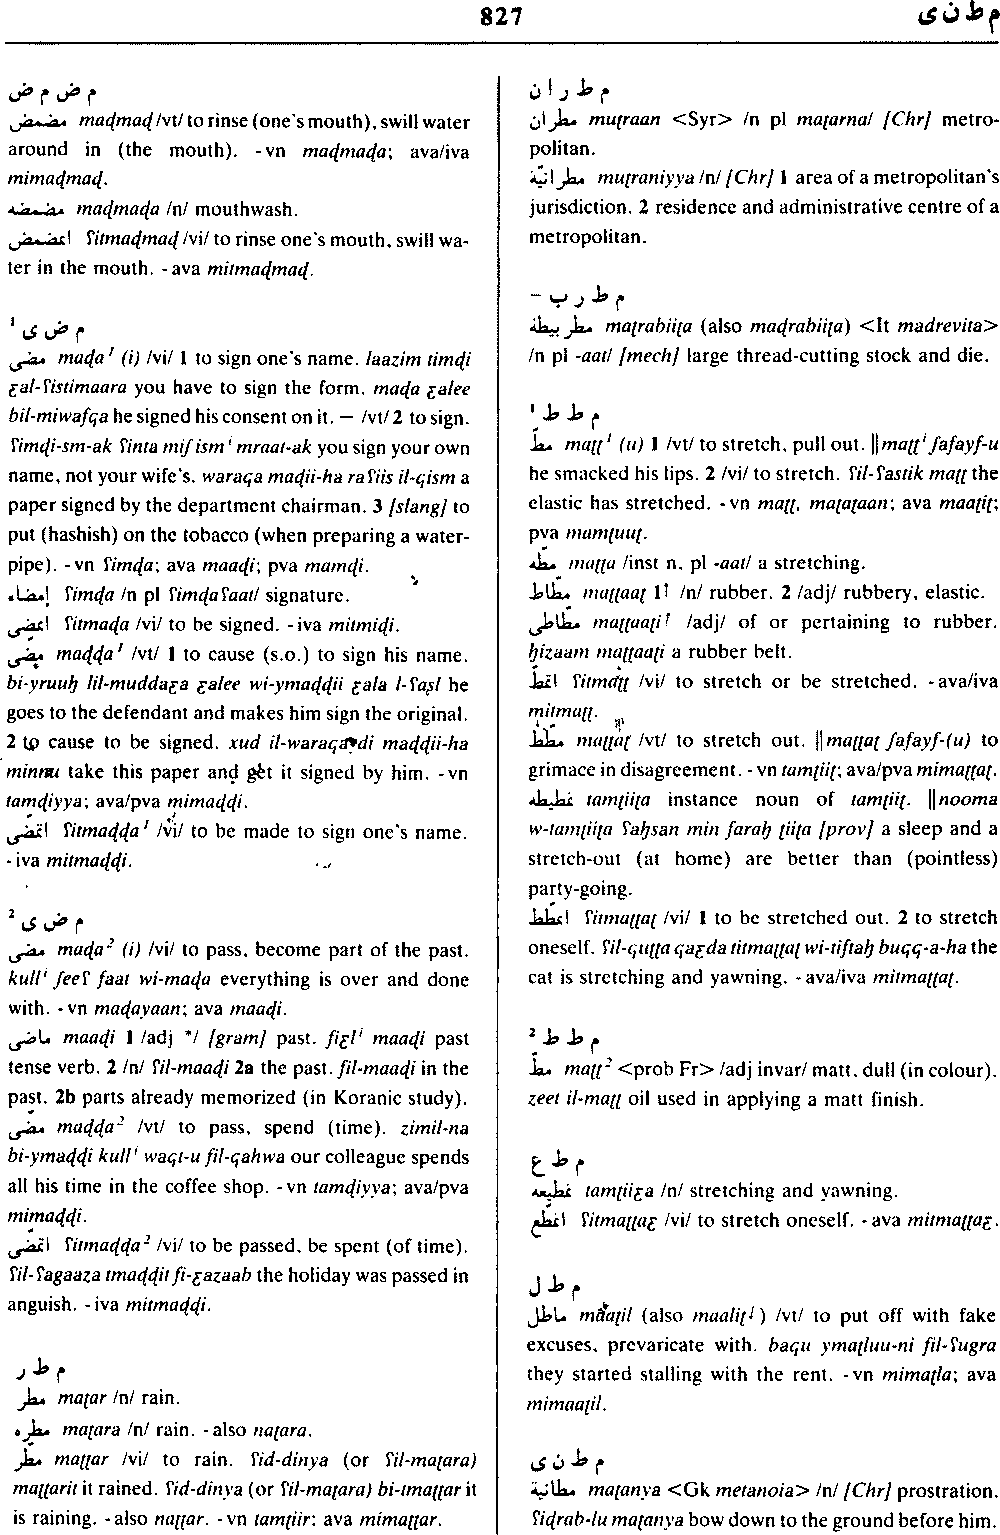 827
م ط ن ى
م ض م ض
مضمض maḍmaḍ /vt/ to rinse (one's mouth), swill water
around in (the mouth). -vn maḍmaḍa; ava/iva
mimaḍmaḍ.
مضمضه maḍmaḍa /n/ mouthwash.
اتمضمض ʕitmaḍmaḍ /vi/ to rinse one's mouth, swill wa-
ter in the mouth. -ava mitmaḍmaḍ.
م ض ى ¹
مضى maḍa¹ (i) /vi/ 1 to sign one's name. laazim timḍi
ƹal-ʕistimaara you have to sign the form. maḍa ƹalee
bil-miwafqa he signed his consent on it. — /vt/ 2 to sign.
ʕimḍi-sm-ak ʕinta miʃ ismⁱ mraat-ak you sign your own
name, not your wife's. waraqa maḍii-ha raʕiis il-qism a
paper signed by the department chairman. 3 [slang] to
put (hashish) on the tobacco (when preparing a water-
pipe). -vn ʕimḍa; ava maaḍi; pva mamḍi.
إمضاء ʕimḍa /n pl ʕimḍaʕaat/ signature.
اتمضى ʕitmaḍa /vi/ to be signed. -iva mitmiḍi.
مضّى maḍḍa¹ /vt/ 1 to cause (s.o.) to sign his name.
bi-yruuḥ lil-muddaƹa ƹalee wi-ymaḍḍii ƹala l-ʕaṣl he
goes to the defendant and makes him sign the original.
2 to cause to be signed. xud il-waraqa di maḍḍii-ha
minnu take this paper and get it signed by him. -vn
tamḍiyya; ava/pva mimaḍḍi.
اتمضّى ʕitmaḍḍa¹ /vi/ to be made to sign one's name.
-iva mitmaḍḍi.
م ض ى ²
مضى maḍa² (i) /vi/ to pass, become part of the past.
kullⁱ ʃeeʕ faat wi-maḍa everything is over and done
with. -vn maḍayaan; ava maaḍi.
ماضى maaḍi 1 /adj */ [gram] past. fiƹlⁱ maaḍi past
tense verb. 2 /n/ ʕil-maaḍi 2a the past. fil-maaḍi in the
past. 2b parts already memorized (in Koranic study).
مضّى maḍḍa² /vt/ to pass, spend (time). zimil-na
bi-ymaḍḍi kullⁱ waqt-u fil-qahwa our colleague spends
all his time in the coffee shop. -vn tamḍiyya; ava/pva
mimaḍḍi.
اتمضّى ʕitmaḍḍa² /vi/ to be passed, be spent (of time).
ʕil-ʕagaaza tmaḍḍit fi-ƹazaab the holiday was passed in
anguish. -iva mitmaḍḍi.
م ط ر
مطر maṭar /n/ rain.
مطره maṭara /n/ rain. -also naṭara.
مطّر maṭṭar /vi/ to rain. ʕid-dinya (or ʕil-maṭara)
maṭṭarit it rained. ʕid-dinya (or ʕil-maṭara) bi-tmaṭṭar it
is raining. -also naṭṭar. -vn tamṭiir; ava mimaṭṭar.
م ط ر ا ن
مطران muṭraan <Syr> /n pl maṭarna/ [Chr] metro-
politan.
مطرانيّة muṭraniyya /n/ [Chr] 1 area of a metropolitan's
jurisdiction. 2 residence and administrative centre of a
metropolitan.
م ط ر ب –
مطربيطة maṭrabiiṭa (also maḍrabiiṭa) <It madrevita>
/n pl -aat/ [mech] large thread-cutting stock and die.
م ط ط ¹
مطّ maṭṭ¹ (u) 1 /vt/ to stretch, pull out. ‖maṭṭⁱ ʃafayf-u
he smacked his lips. 2 /vi/ to stretch. ʕil-ʕastik maṭṭ the
elastic has stretched. -vn maṭṭ, maṭaṭaan; ava maaṭiṭ;
pva mamṭuuṭ.
مطّه maṭṭa /inst n, pl -aat/ a stretching.
مطّاط maṭṭaaṭ 1↑ /n/ rubber. 2 /adj/ rubbery, elastic.
مطّاطى maṭṭaaṭi↑ /adj/ of or pertaining to rubber.
ḥizaam maṭṭaaṭi a rubber belt.
اتمطّ ʕitmaṭṭ /vi/ to stretch or be stretched. -ava/iva
mitmaṭṭ.
مطّط maṭṭaṭ /vt/ to stretch out. ‖maṭṭaṭ ʃafayf-(u) to
grimace in disagreement. -vn tamṭiiṭ; ava/pva mimaṭṭaṭ.
تمطيطه tamṭiiṭa instance noun of tamṭiiṭ. ‖nooma
w-tamṭiiṭa ʕaḥsan min faraḥ ṭiiṭa [prov] a sleep and a
stretch-out (at home) are better than (pointless)
party-going.
اتمطّط ʕitmaṭṭaṭ /vi/ 1 to be stretched out. 2 to stretch
oneself. ʕil-quṭṭa qaƹda titmaṭṭaṭ wi-tiftaḥ buqq-a-ha the
cat is stretching and yawning. -ava/iva mitmaṭṭaṭ.
م ط ط ²
مطّ maṭṭ² <prob Fr> /adj invar/ matt, dull (in colour).
zeet il-maṭṭ oil used in applying a matt finish.
م ط ع
تمطيعه tamṭiiƹa /n/ stretching and yawning.
اتمطّع ʕitmaṭṭaƹ /vi/ to stretch oneself. -ava mitmaṭṭaƹ.
م ط ل
ماطل maaṭil (also maaliṭ↓) /vt/ to put off with fake
excuses, prevaricate with. baqu ymaṭluu-ni fil-ʕugra
they started stalling with the rent. -vn mimaṭla; ava
mimaaṭil.
م ط ن ى
مطانية maṭanya <Gk metanoia> /n/ [Chr] prostration.
ʕiḍrab-lu maṭanya bow down to the ground before him.